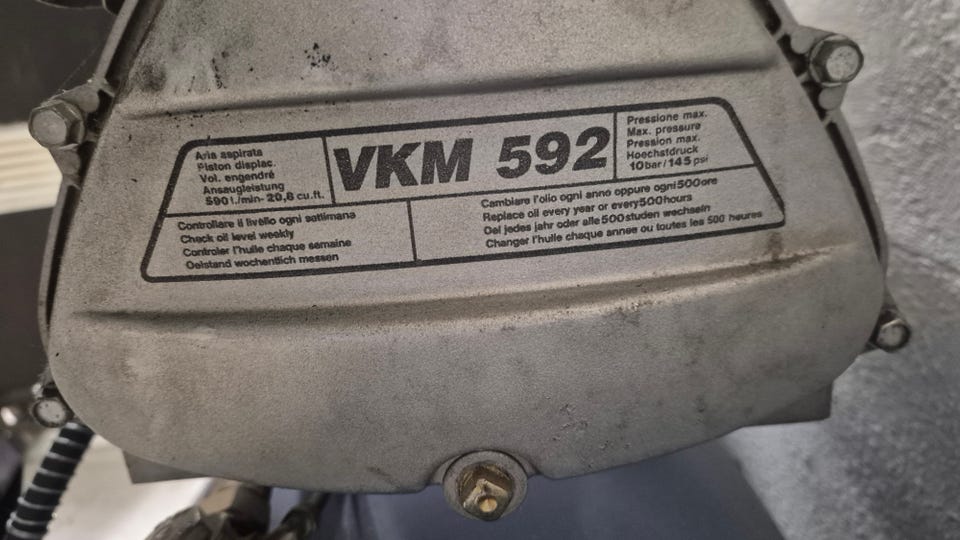 Aria aspirata
Piston displac.
Vol. engendré
Ansaugleistung
590 l./min- 20,8 cu.ft.
VKM 592
Pressione max.
Max. pressure
Pression max.
Hoechstdruck
10 bar / 145 psi
Controllare il livello ogni settimana
Check oil level weekly
Controler l'huile chaque semaine
Oelstand wochentlich messen
Cambiare l'olio ogni anno oppure ogni 500 ore
Replace oil every year or every 500 hours
Oel jedes jahr oder alle 500 studen wechseln
Changer l'huile chaque annee ou toutes les 500 heures